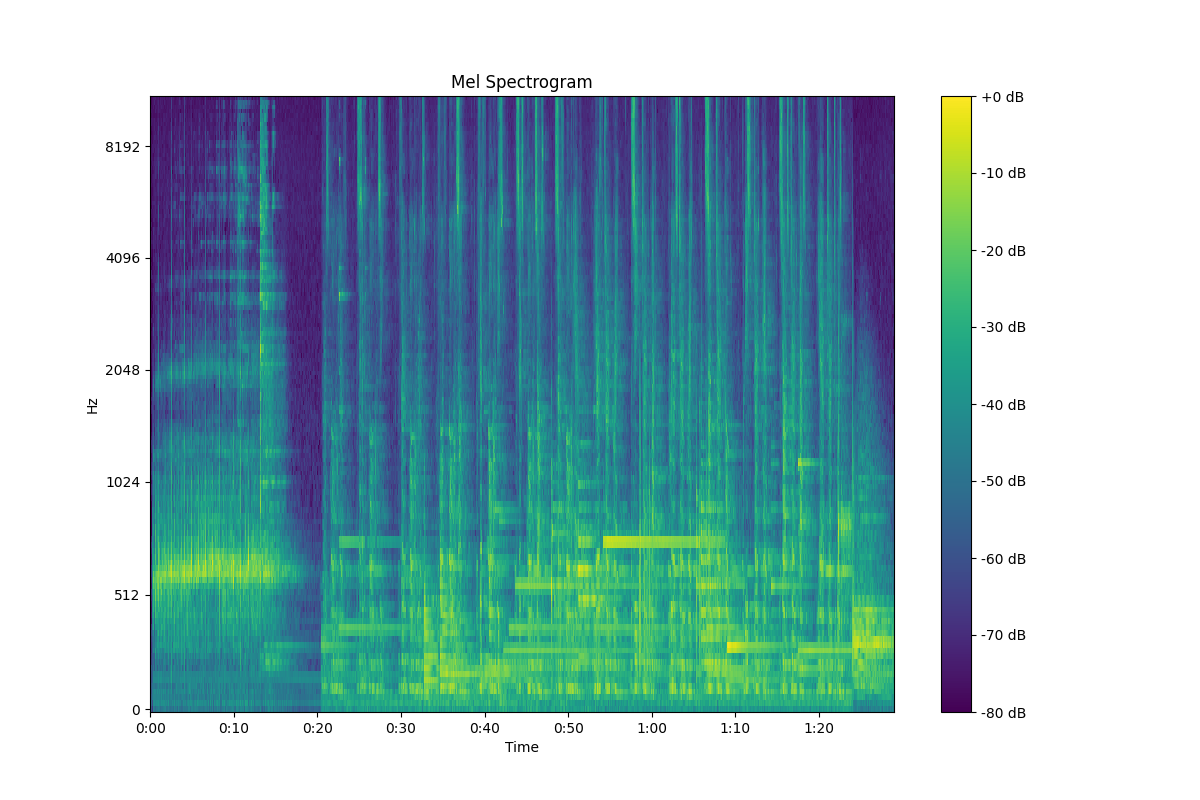 Mel Spectrogram
+0 dB
8192
-10 dB
-20 dB
4096
-30 dB
2048
-40 dB
Hz
1024
-50 dB
-60 dB
512
-70 dB
0
-80 dB
0:00 0:10 0:20 0:30 0:40 0:50 1:00 1:10 1:20
Time